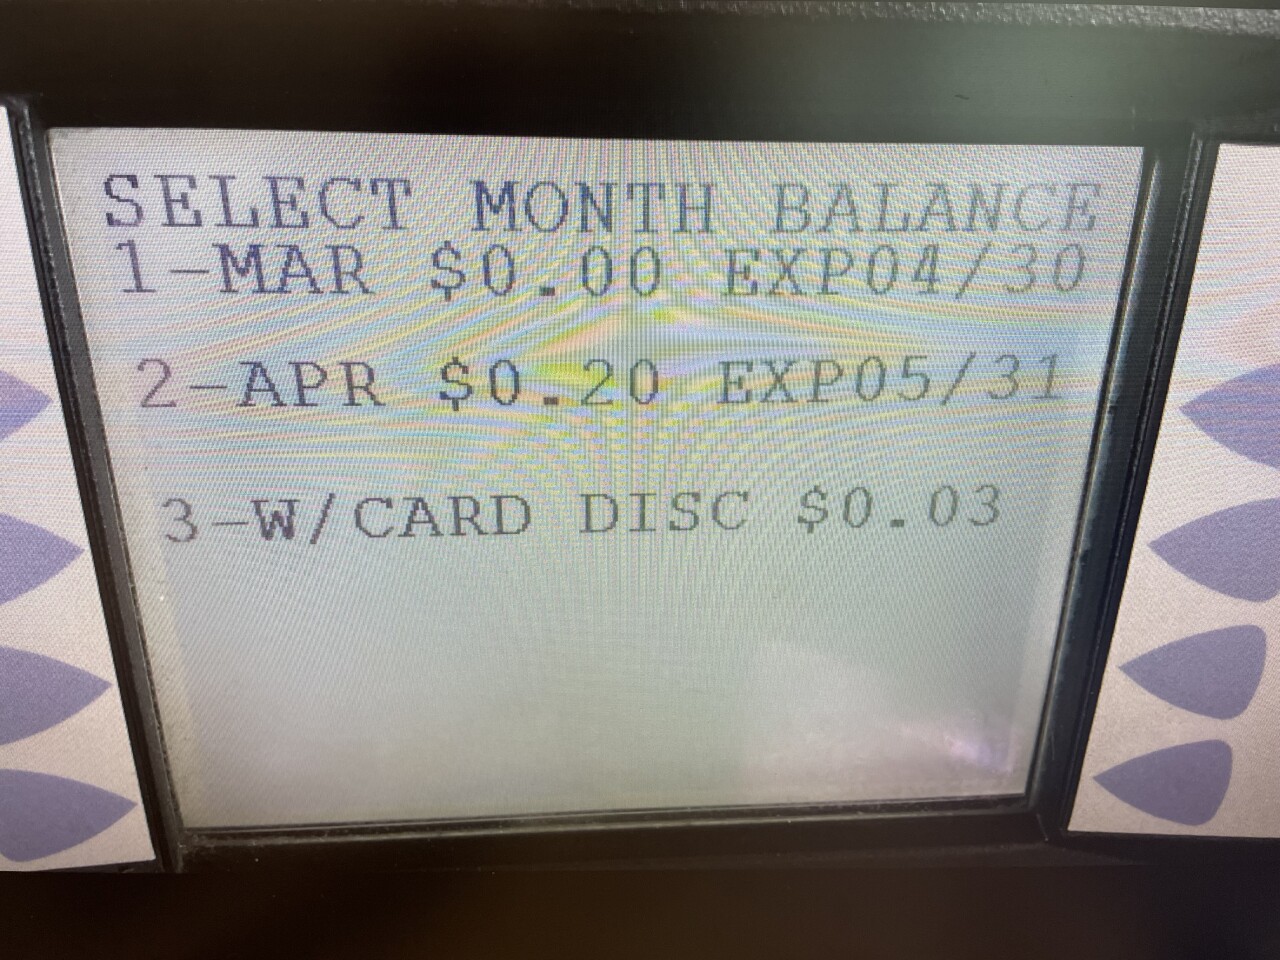 SELECT MONTH BALANCE
1-MAR $0.00 EXP04/30
2-APR $0.20 EXP05/31
3-W/CARD DISC $0.03